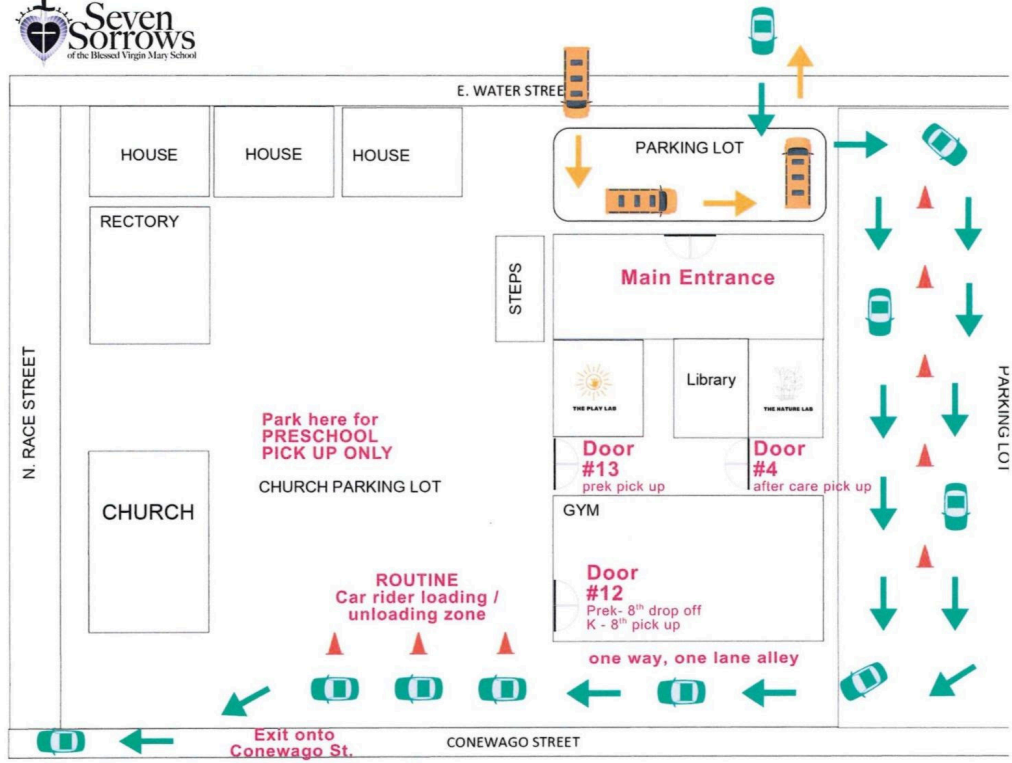 Seven
Sorrows
of the Blessed Virgin Mary School
E. WATER STREE
HOUSE
HOUSE
HOUSE
PARKING LOT
RECTORY
STEPS
Main Entrance
N. RACE STREET
THE PLAY LAB
Library
THE NATURE LAB
PARKING LOT
Park here for
PRESCHOOL
PICK UP ONLY
CHURCH PARKING LOT
Door
#13
prek pick up
Door
#4
after care pick up
CHURCH
GYM
Door
#12
Prek- 8th drop off
K - 8th pick up
ROUTINE
Car rider loading /
unloading zone
one way, one lane alley
Exit onto
Conewago St.
CONEWAGO STREET